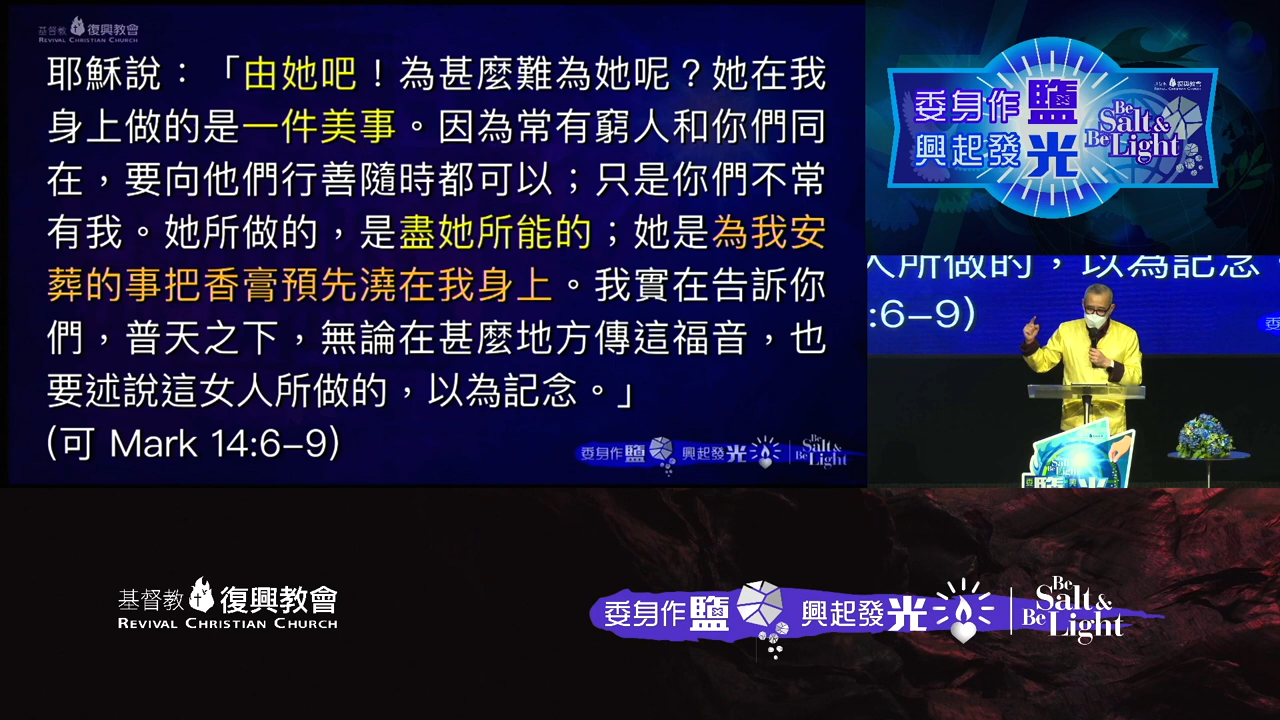 基督教 復興教會
REVIVAL CHRISTIAN CHURCH
耶穌說：「由她吧！為甚麼難為她呢？她在我
身上做的是一件美事。因為常有窮人和你們同
在，要向他們行善隨時都可以；只是你們不常
有我。她所做的，是盡她所能的；她是為我安
葬的事把香膏預先澆在我身上。我實在告訴你
們，普天之下，無論在甚麼地方傳這福音，也
要述說這女人所做的，以為記念。」
(可 Mark 14:6–9)
委身作鹽 興起發光 Be Salt & Be Light
委身作鹽
興起發光
Be Salt & Be Light
人所做的，以為記念。
:6–9)
委
Be Salt & Be Light
基督教 復興教會
REVIVAL CHRISTIAN CHURCH
委身作鹽 興起發光 Be Salt & Be Light